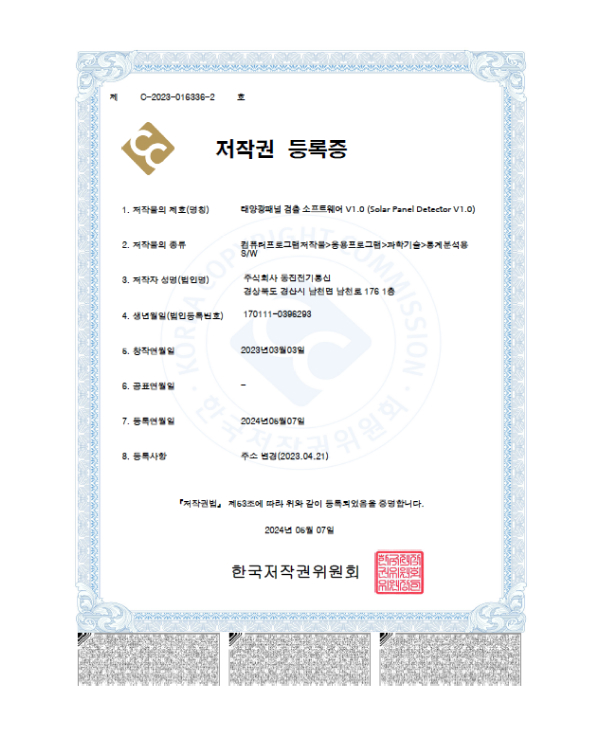 제 C-2023-016336-2 호
저작권 등록증
1. 저작물의 제호(명칭) 태양광패널 검출 소프트웨어 V1.0 (Solar Panel Detector V1.0)
2. 저작물의 종류 컴퓨터프로그램저작물>응용프로그램>과학기술>통계분석용
S/W
3. 저작자 성명(법인명) 주식회사 동진전기통신
경상북도 경산시 남천면 남천로 176 1층
4. 생년월일(법인등록번호) 170111-0396293
5. 창작연월일 2023년03월03일
6. 공표연월일 -
7. 등록연월일 2024년06월07일
8. 등록사항 주소 변경(2023.04.21)
『저작권법』 제53조에 따라 위와 같이 등록되었음을 증명합니다.
2024년 06월 07일
한국저작권위원회
KOREA COPYRIGHT COMMISSION
한국저작권위원회